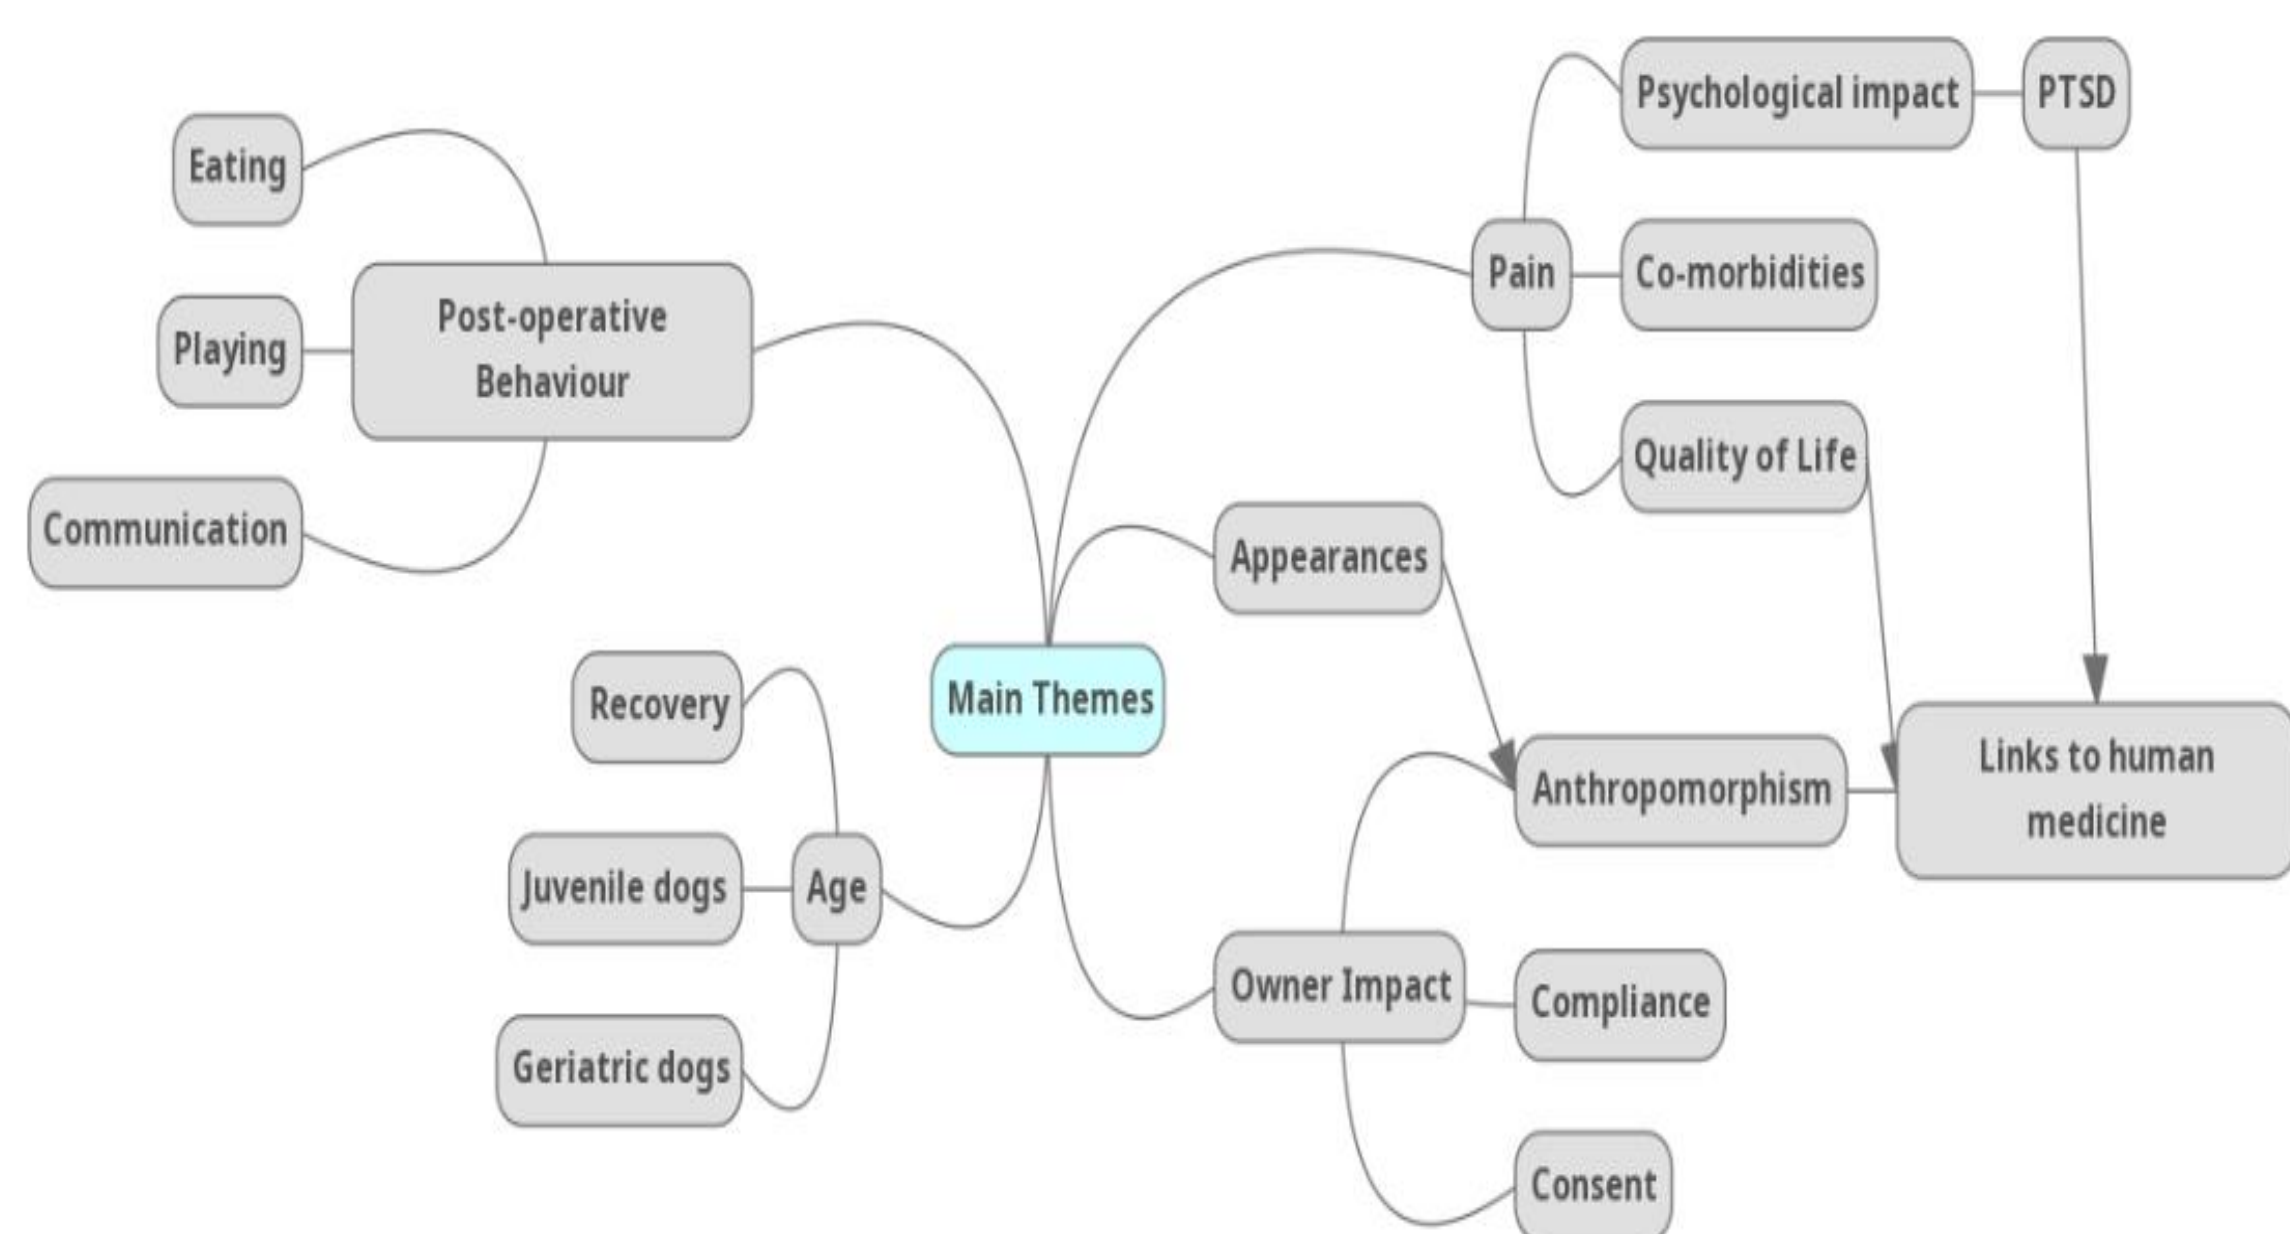 Eating
Playing
Communication
Post-operative
Behaviour
Recovery
Juvenile dogs
Geriatric dogs
Age
Main Themes
Pain
Psychological impact
PTSD
Co-morbidities
Quality of Life
Appearances
Anthropomorphism
Links to human
medicine
Owner Impact
Compliance
Consent